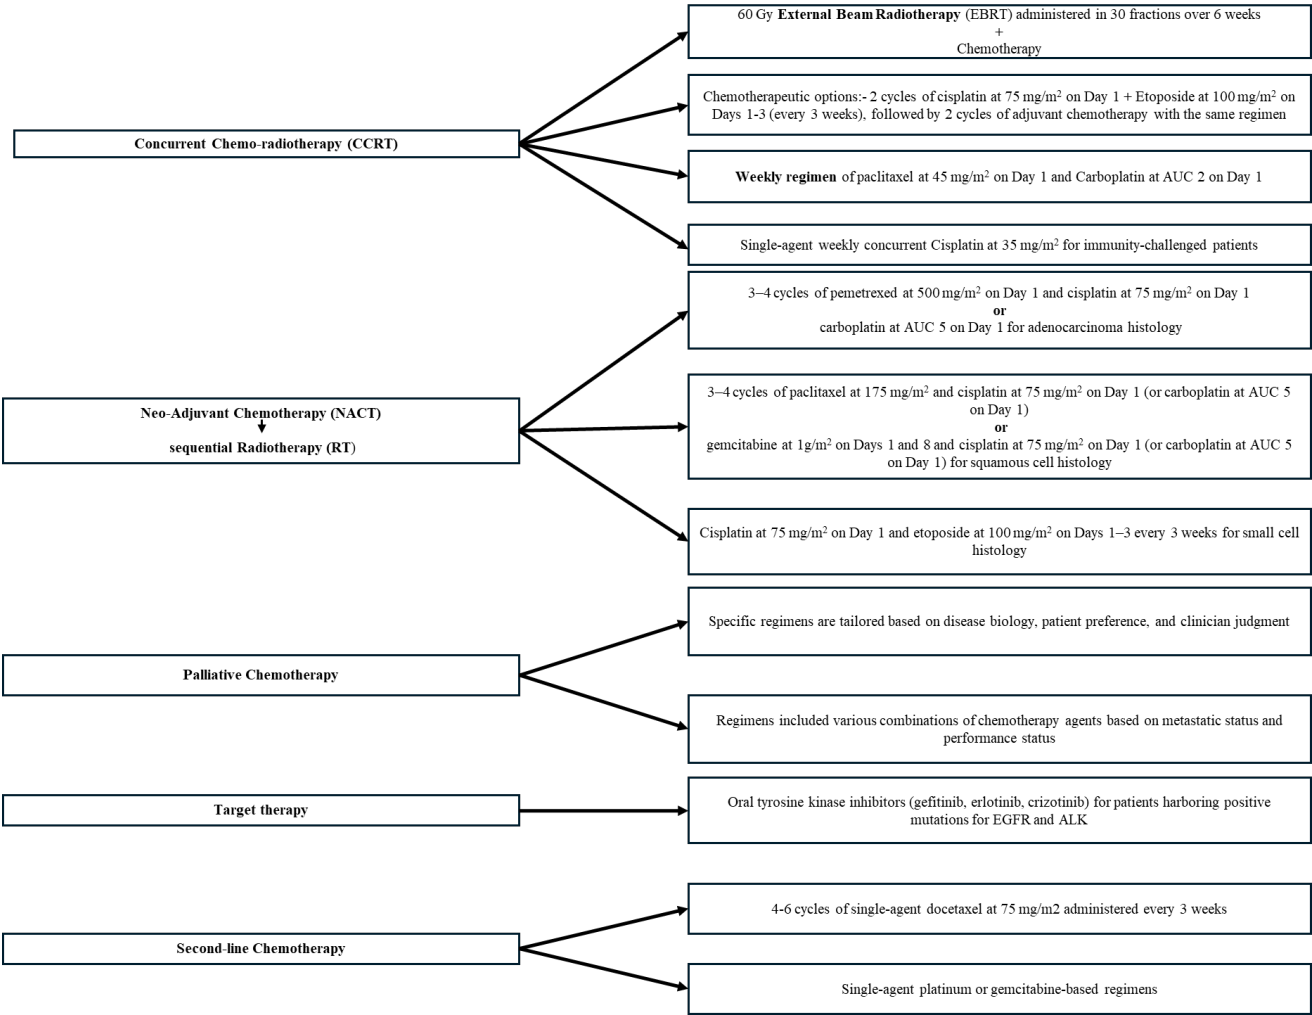 60 Gy External Beam Radiotherapy (EBRT) administered in 30 fractions over 6 weeks
+
Chemotherapy
Concurrent Chemo-radiotherapy (CCRT)
Chemotherapeutic options:- 2 cycles of cisplatin at 75 mg/m² on Day 1 + Etoposide at 100 mg/m² on
Days 1-3 (every 3 weeks), followed by 2 cycles of adjuvant chemotherapy with the same regimen
Weekly regimen of paclitaxel at 45 mg/m² on Day 1 and Carboplatin at AUC 2 on Day 1
Single-agent weekly concurrent Cisplatin at 35 mg/m² for immunity-challenged patients
Neo-Adjuvant Chemotherapy (NACT)
sequential Radiotherapy (RT)
3–4 cycles of pemetrexed at 500 mg/m² on Day 1 and cisplatin at 75 mg/m² on Day 1
or
carboplatin at AUC 5 on Day 1 for adenocarcinoma histology
3–4 cycles of paclitaxel at 175 mg/m² and cisplatin at 75 mg/m² on Day 1 (or carboplatin at AUC 5
on Day 1)
or
gemcitabine at 1g/m² on Days 1 and 8 and cisplatin at 75 mg/m² on Day 1 (or carboplatin at AUC 5
on Day 1) for squamous cell histology
Cisplatin at 75 mg/m² on Day 1 and etoposide at 100 mg/m² on Days 1–3 every 3 weeks for small cell
histology
Palliative Chemotherapy
Specific regimens are tailored based on disease biology, patient preference, and clinician judgment
Regimens included various combinations of chemotherapy agents based on metastatic status and
performance status
Target therapy
Oral tyrosine kinase inhibitors (gefitinib, erlotinib, crizotinib) for patients harboring positive
mutations for EGFR and ALK
Second-line Chemotherapy
4-6 cycles of single-agent docetaxel at 75 mg/m2 administered every 3 weeks
Single-agent platinum or gemcitabine-based regimens